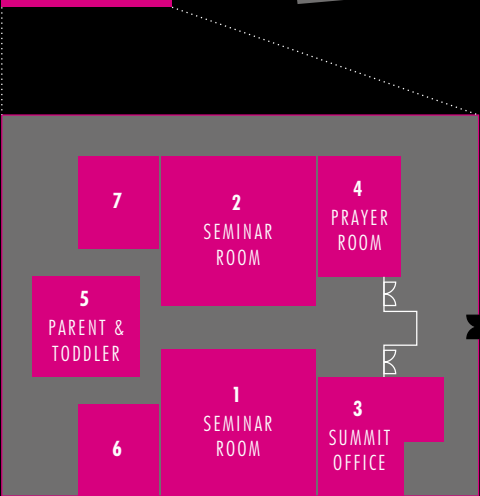 7
2
SEMINAR
ROOM
4
PRAYER
ROOM
5
PARENT &
TODDLER
1
SEMINAR
ROOM
3
SUMMIT
OFFICE
6